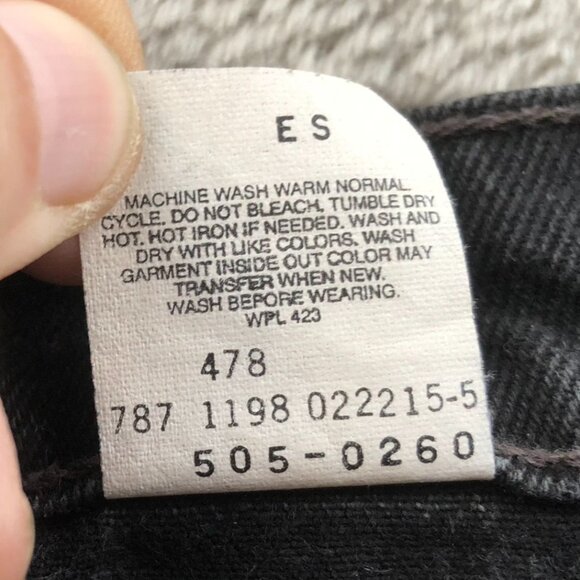 ES
MACHINE WASH WARM NORMAL
CYCLE. DO NOT BLEACH. TUMBLE DRY
HOT. HOT IRON IF NEEDED. WASH AND
DRY WITH LIKE COLORS. WASH
GARMENT INSIDE OUT COLOR MAY
TRANSFER WHEN NEW.
WASH BEFORE WEARING.
WPL 423
478
787 1198 022215-5
505-0260